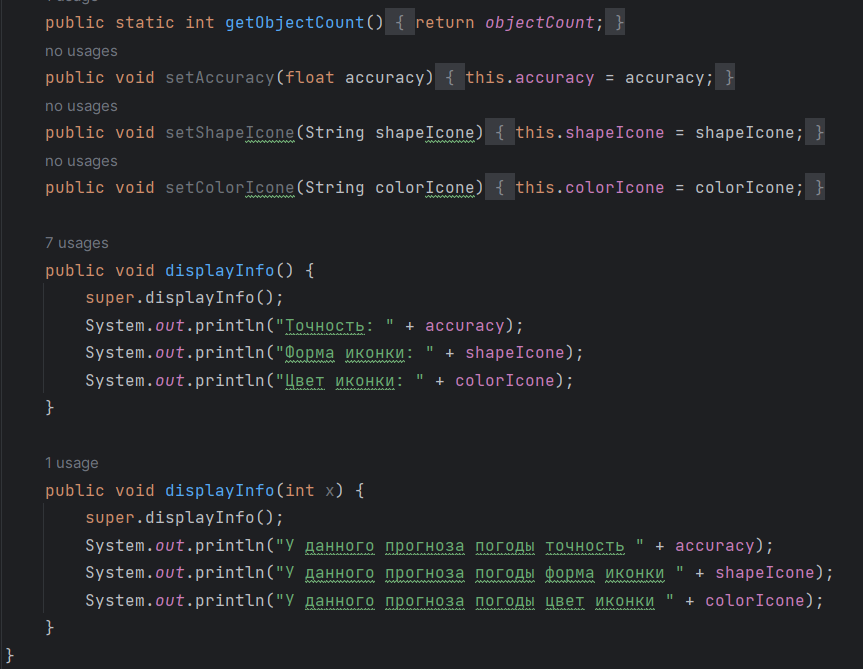 public static int getObjectCount() { return objectCount; }
no usages
public void setAccuracy(float accuracy) { this.accuracy = accuracy; }
no usages
public void setShapeIcone(String shapeIcone) { this.shapeIcone = shapeIcone; }
no usages
public void setColorIcone(String colorIcone) { this.colorIcone = colorIcone; }
7 usages
public void displayInfo() {
super.displayInfo();
System.out.println("Точность: " + accuracy);
System.out.println("Форма иконки: " + shapeIcone);
System.out.println("Цвет иконки: " + colorIcone);
}
1 usage
public void displayInfo(int x) {
super.displayInfo();
System.out.println("У данного прогноза погоды точность " + accuracy);
System.out.println("У данного прогноза погоды форма иконки " + shapeIcone);
System.out.println("У данного прогноза погоды цвет иконки " + colorIcone);
}
}